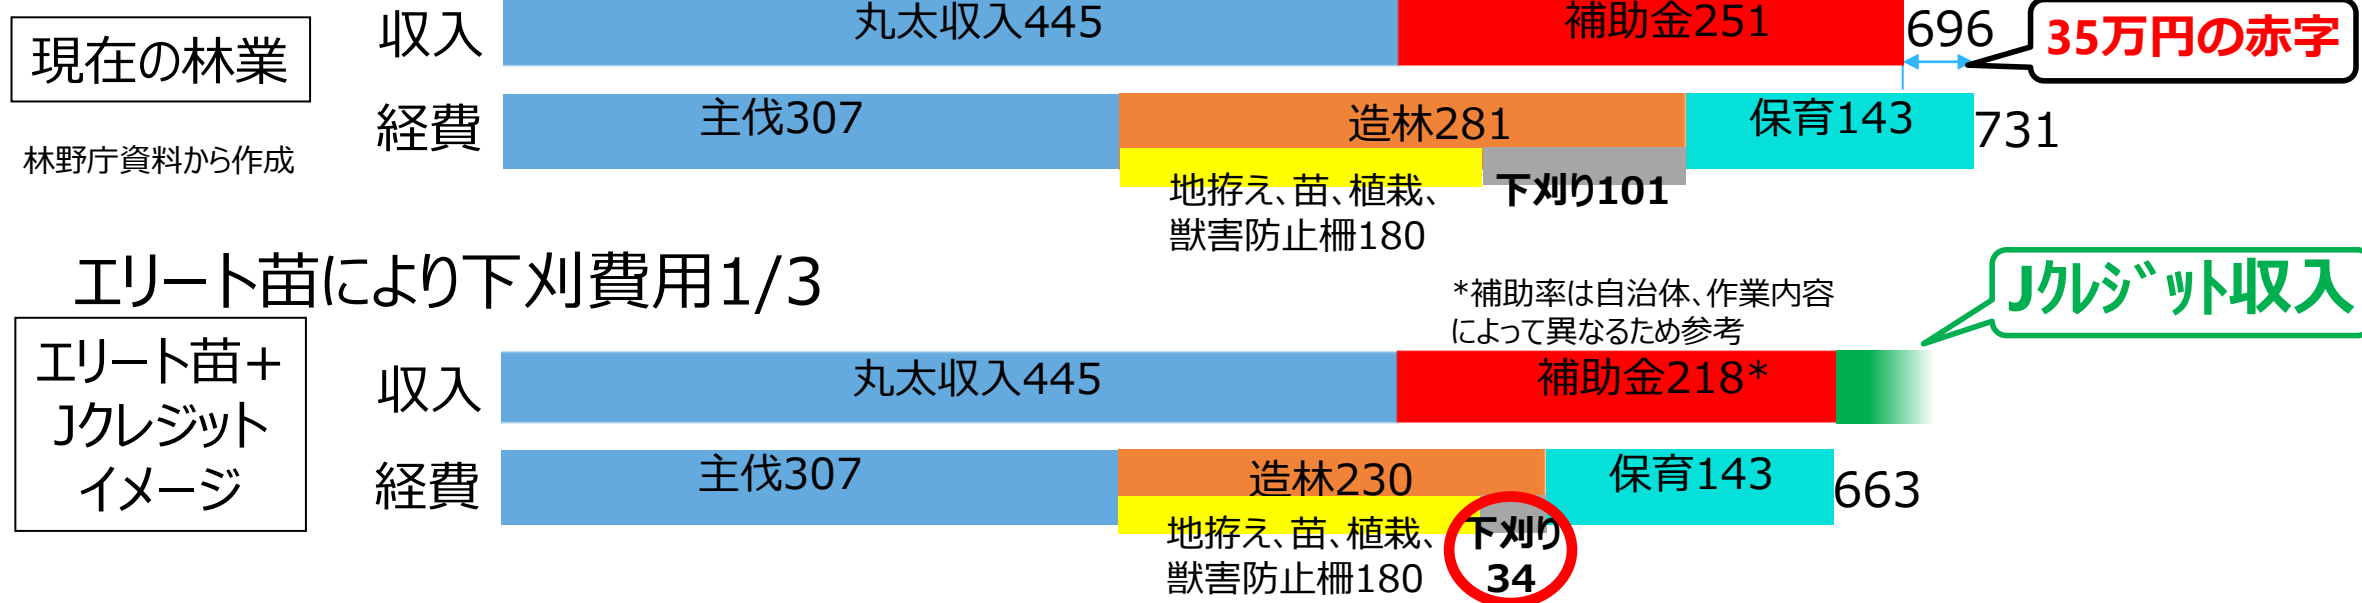 現在の林業
収入
丸太収入445
補助金251
696
35万円の赤字
経費
主伐307
造林281
保育143
731
林野庁資料から作成
地拵え、苗、植栽、
獣害防止柵180
下刈り101
エリート苗により下刈費用1/3
*補助率は自治体、作業内容
によって異なるため参考
Jｸﾚｼﾞｯﾄ収入
エリート苗+
Jクレジット
イメージ
収入
丸太収入445
補助金218*
経費
主伐307
造林230
保育143
663
地拵え、苗、植栽、
獣害防止柵180
下刈り
34